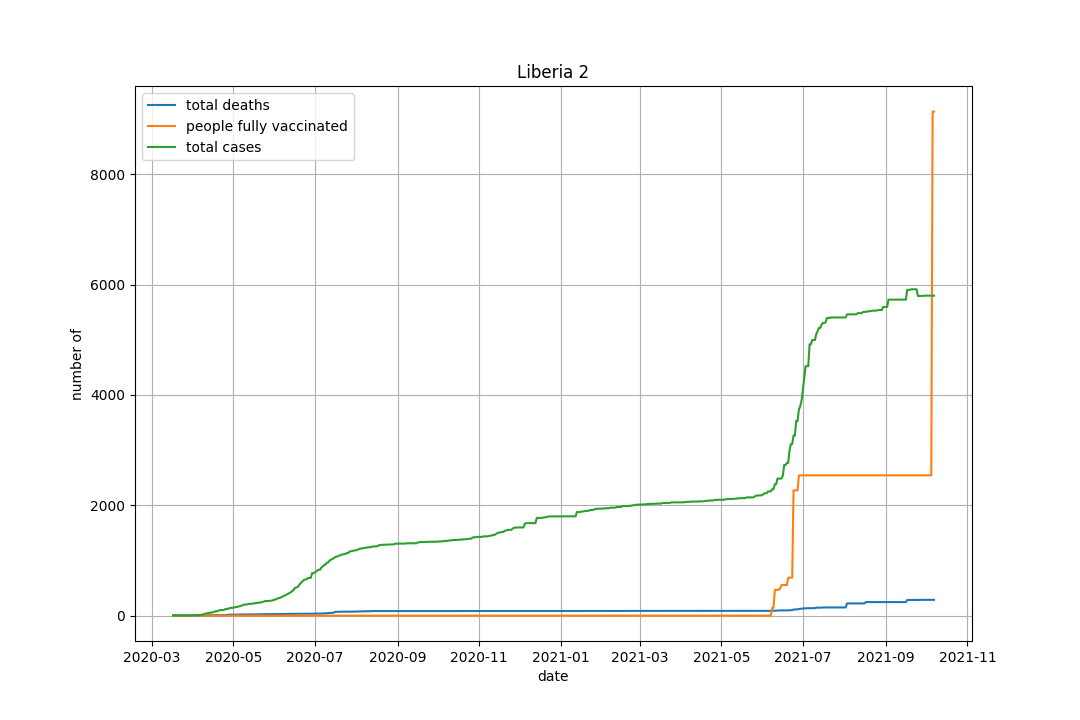 Liberia 2
total deaths
people fully vaccinated
total cases
8000
6000
4000
2000
0
number of
2020-03 2020-05 2020-07 2020-09 2020-11 2021-01 2021-03 2021-05 2021-07 2021-09 2021-11
date